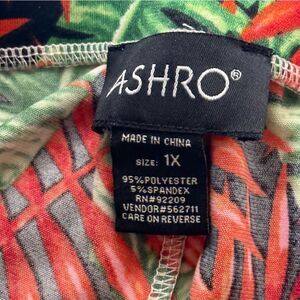 ASHRO®
MADE IN CHINA
SIZE: 1X
95%POLYESTER
5%SPANDEX
RN#92209
VENDOR#562711
CARE ON REVERSE